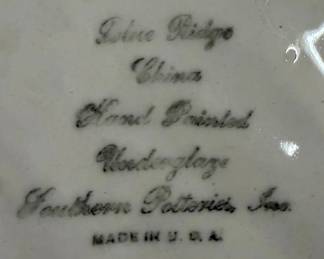 Blue Ridge
China
Hand Painted
Underglaze
Southern Potteries, Inc.
MADE IN U. S. A.